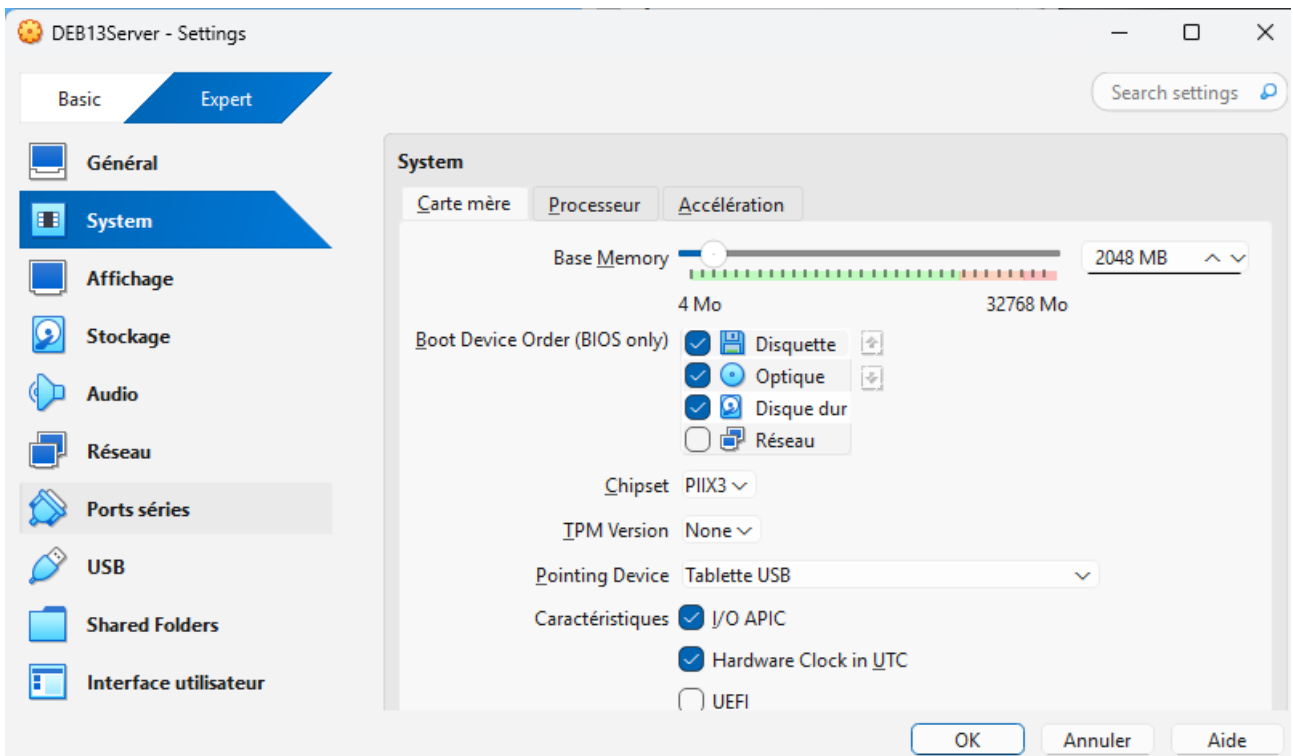 DEB13Server - Settings
Basic
Expert
Search settings
Général
System
Affichage
Stockage
Audio
Réseau
Ports séries
USB
Shared Folders
Interface utilisateur
System
Carte mère
Processeur
Accélération
Base Memory
2048 MB
4 Mo
32768 Mo
Boot Device Order (BIOS only)
Disquette
Optique
Disque dur
Réseau
Chipset
PIIX3
TPM Version
None
Pointing Device
Tablette USB
Caractéristiques
I/O APIC
Hardware Clock in UTC
UEFI
OK
Annuler
Aide